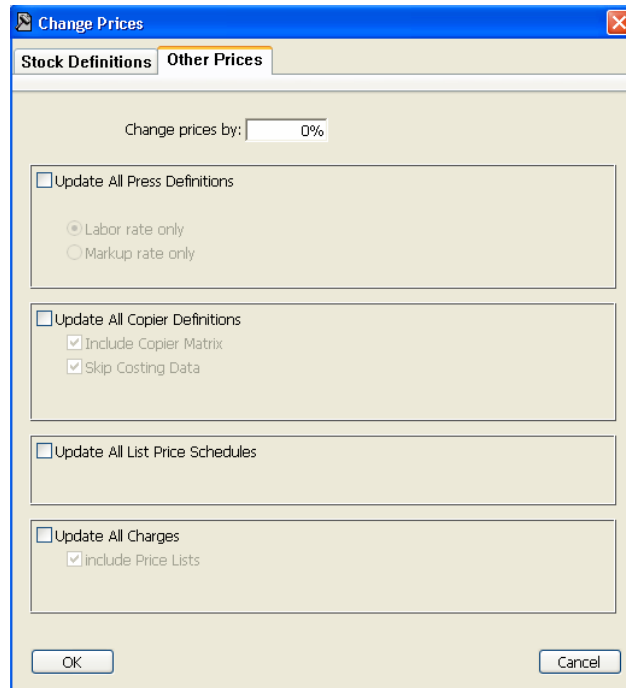 Change Prices
Stock Definitions Other Prices
Change prices by: 0%
Update All Press Definitions
Labor rate only
Markup rate only
Update All Copier Definitions
Include Copier Matrix
Skip Costing Data
Update All List Price Schedules
Update All Charges
include Price Lists
OK Cancel